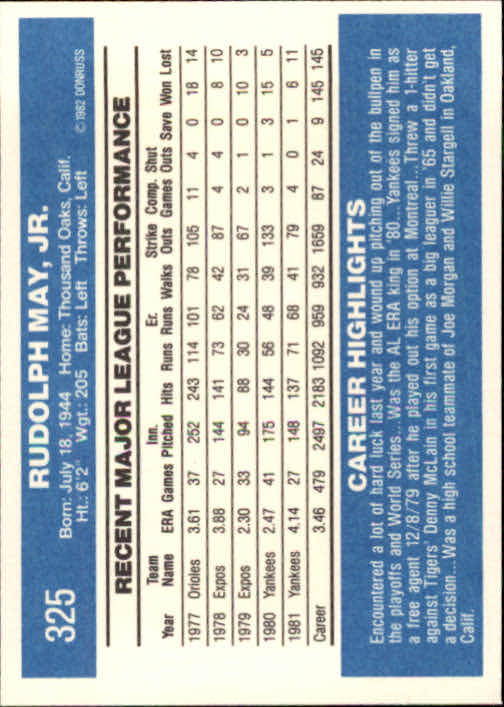 325
RUDOLPH MAY, JR.
Born: July 18, 1944 Home: Thousand Oaks, Calif.
Ht.: 6'2" Wgt.: 205 Bats: Left Throws: Left
© 1982 DONRUSS
RECENT MAJOR LEAGUE PERFORMANCE
Team Inn. Er. Strike Comp. Shut
Year Name ERA Games Pitched Hits Runs Runs Walks Outs Games Outs Save Won Lost
1977 Orioles 3.61 37 252 243 114 101 78 105 11 4 0 18 14
1978 Expos 3.88 27 144 141 73 62 42 87 4 4 0 8 10
1979 Expos 2.30 33 94 88 30 24 31 67 2 1 0 10 3
1980 Yankees 2.47 41 175 144 56 48 39 133 3 1 3 15 5
1981 Yankees 4.14 27 148 137 71 68 41 79 4 0 1 6 11
Career 3.46 479 2497 2183 1092 959 932 1659 87 24 9 145 145
CAREER HIGHLIGHTS
Encountered a lot of hard luck last year and wound up pitching out of the bullpen in
the playoffs and World Series...Was the AL ERA king in '80...Yankees signed him as
a free agent 12/8/79 after he played out his option at Montreal...Threw a 1-hitter
against Tigers' Denny McLain in his first game as a big leaguer in '65 and didn't get
a decision...Was a high school teammate of Joe Morgan and Willie Stargell in Oakland,
Calif.